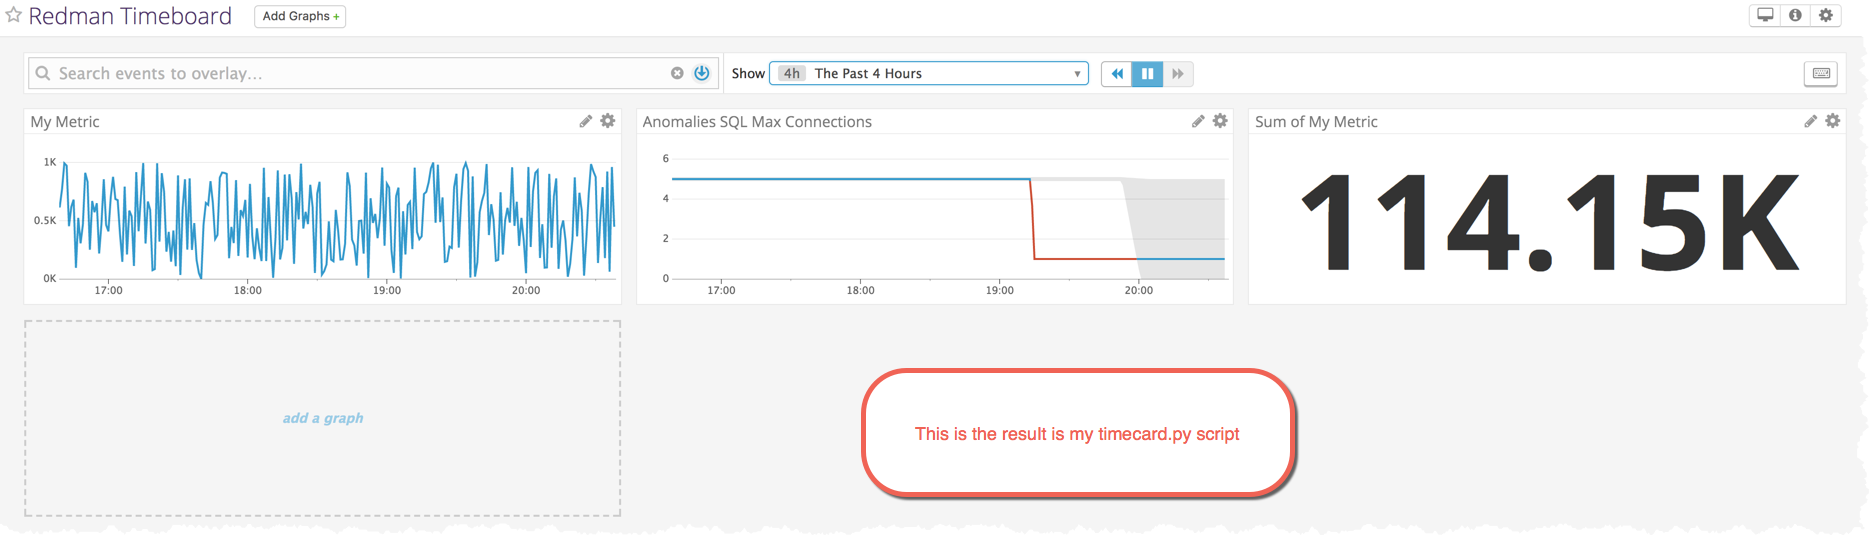 Redman Timeboard
Add Graphs +
Search events to overlay...
Show
4h The Past 4 Hours
My Metric
1K
0.5K
0K
17:00 18:00 19:00 20:00
Anomalies SQL Max Connections
6
4
2
0
17:00 18:00 19:00 20:00
Sum of My Metric
114.15K
add a graph
This is the result is my timecard.py script